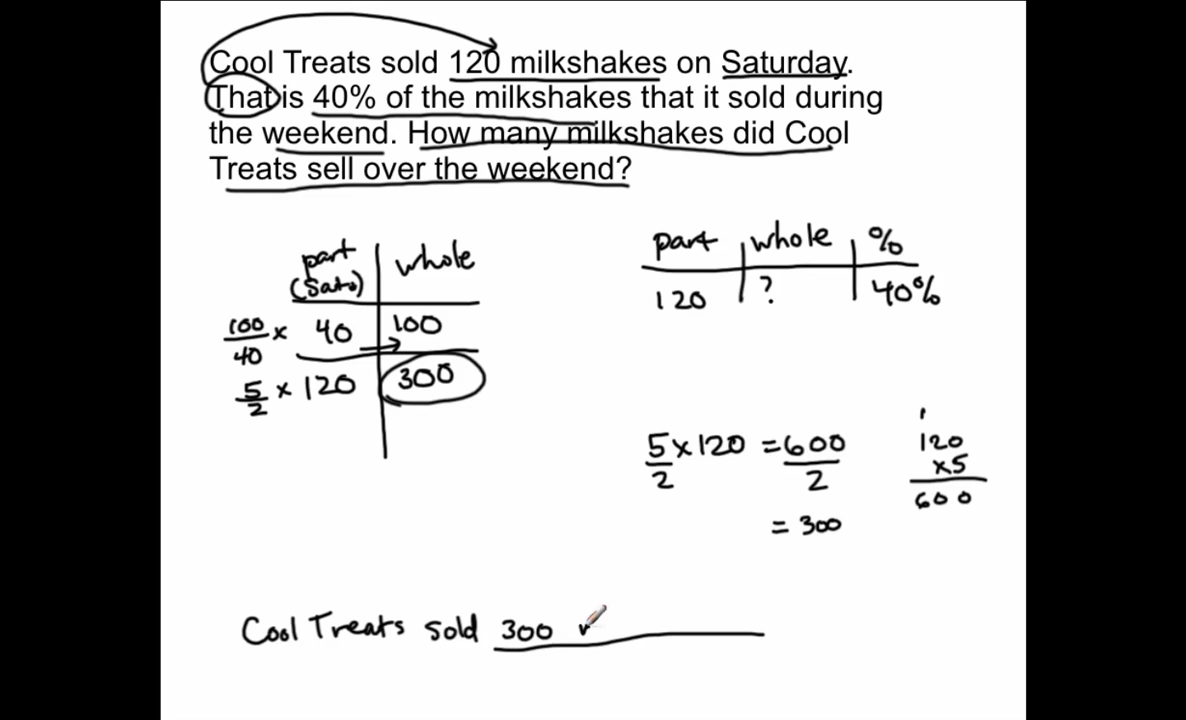 Cool Treats sold 120 milkshakes on Saturday.
That is 40% of the milkshakes that it sold during
the weekend. How many milkshakes did Cool
Treats sell over the weekend?
part whole
(Sat.)
100/40 × 40 100
5/2 × 120 300
part whole %
120 ? 40%
5/2 × 120 = 600/2
= 300
1
120
×5
600
Cool Treats sold 300